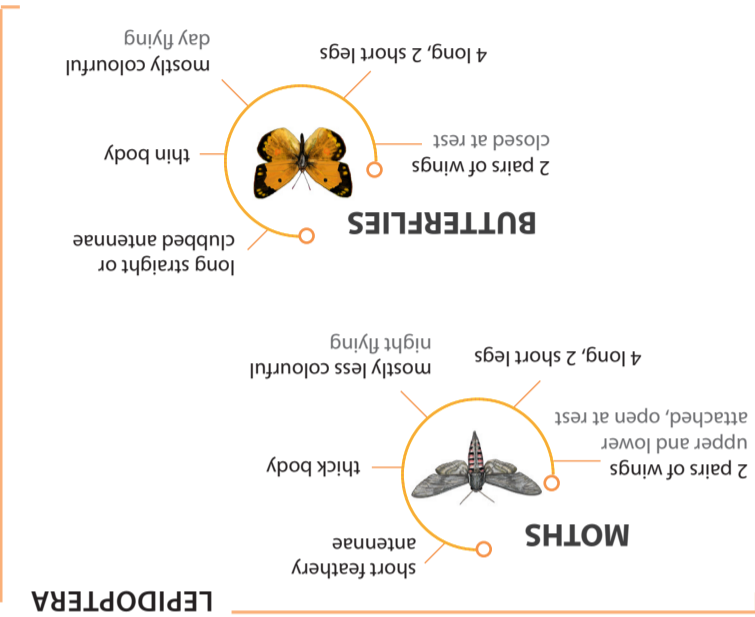 LEPIDOPTERA
MOTHS
2 pairs of wings
upper and lower
attached, open at rest
4 long, 2 short legs
mostly less colourful
night flying
thick body
short feathery
antennae
BUTTERFLIES
2 pairs of wings
closed at rest
4 long, 2 short legs
mostly colourful
day flying
thin body
long straight or
clubbed antennae